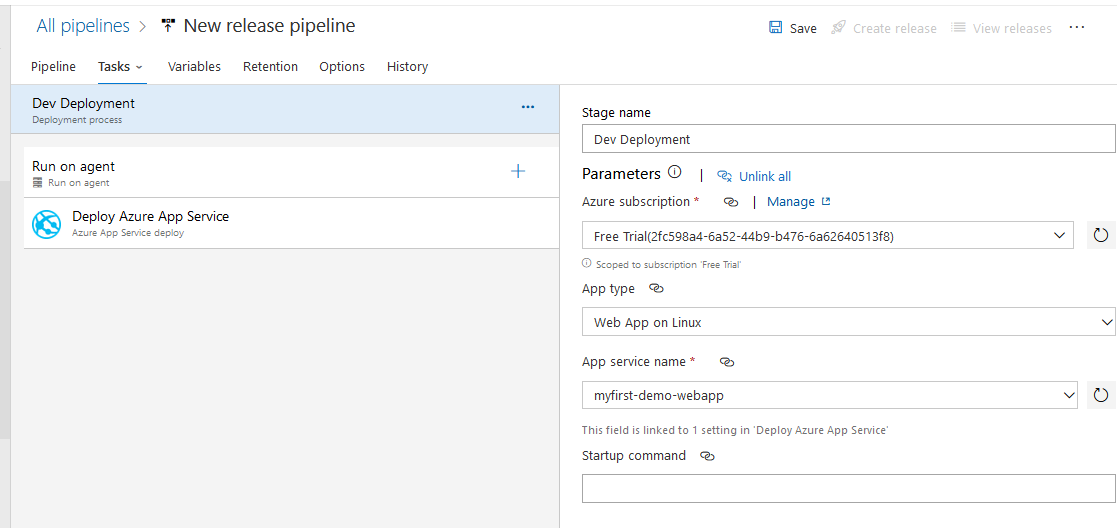 All pipelines > New release pipeline
Save Create release View releases ...
Pipeline Tasks Variables Retention Options History
Dev Deployment
Deployment process
...
Run on agent
Run on agent
+
Deploy Azure App Service
Azure App Service deploy
Stage name
Dev Deployment
Parameters | Unlink all
Azure subscription * | Manage
Free Trial(2fc598a4-6a52-44b9-b476-6a62640513f8)
Scoped to subscription 'Free Trial'
App type
Web App on Linux
App service name *
myfirst-demo-webapp
This field is linked to 1 setting in 'Deploy Azure App Service'
Startup command